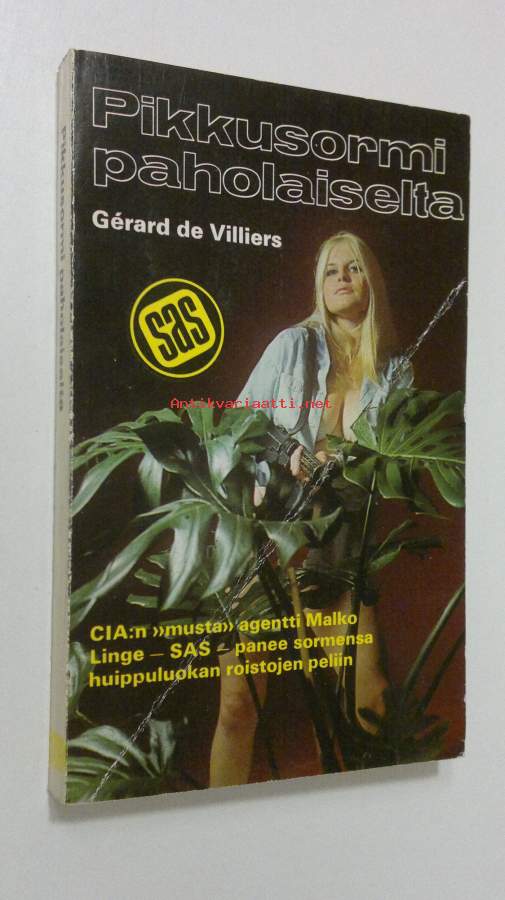 Pikkusormi
paholaiselta
Gérard de Villiers
sas
Antikvariaatti.net
CIA:n »musta» agentti Malko
Linge – SAS – panee sormensa
huippuluokan roistojen peliin
Pikkusormi paholaiselta